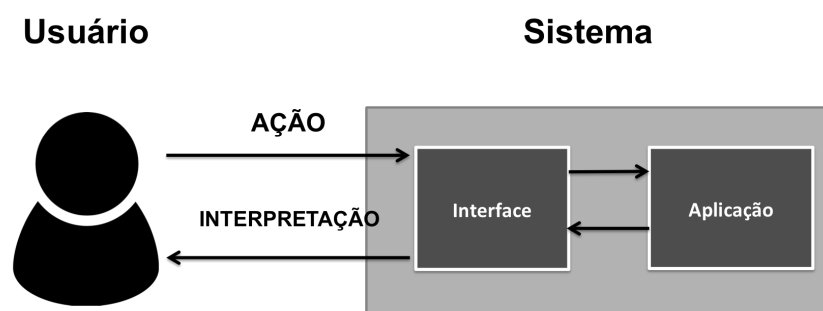 Usuário
Sistema
AÇÃO
INTERPRETAÇÃO
Interface
Aplicação